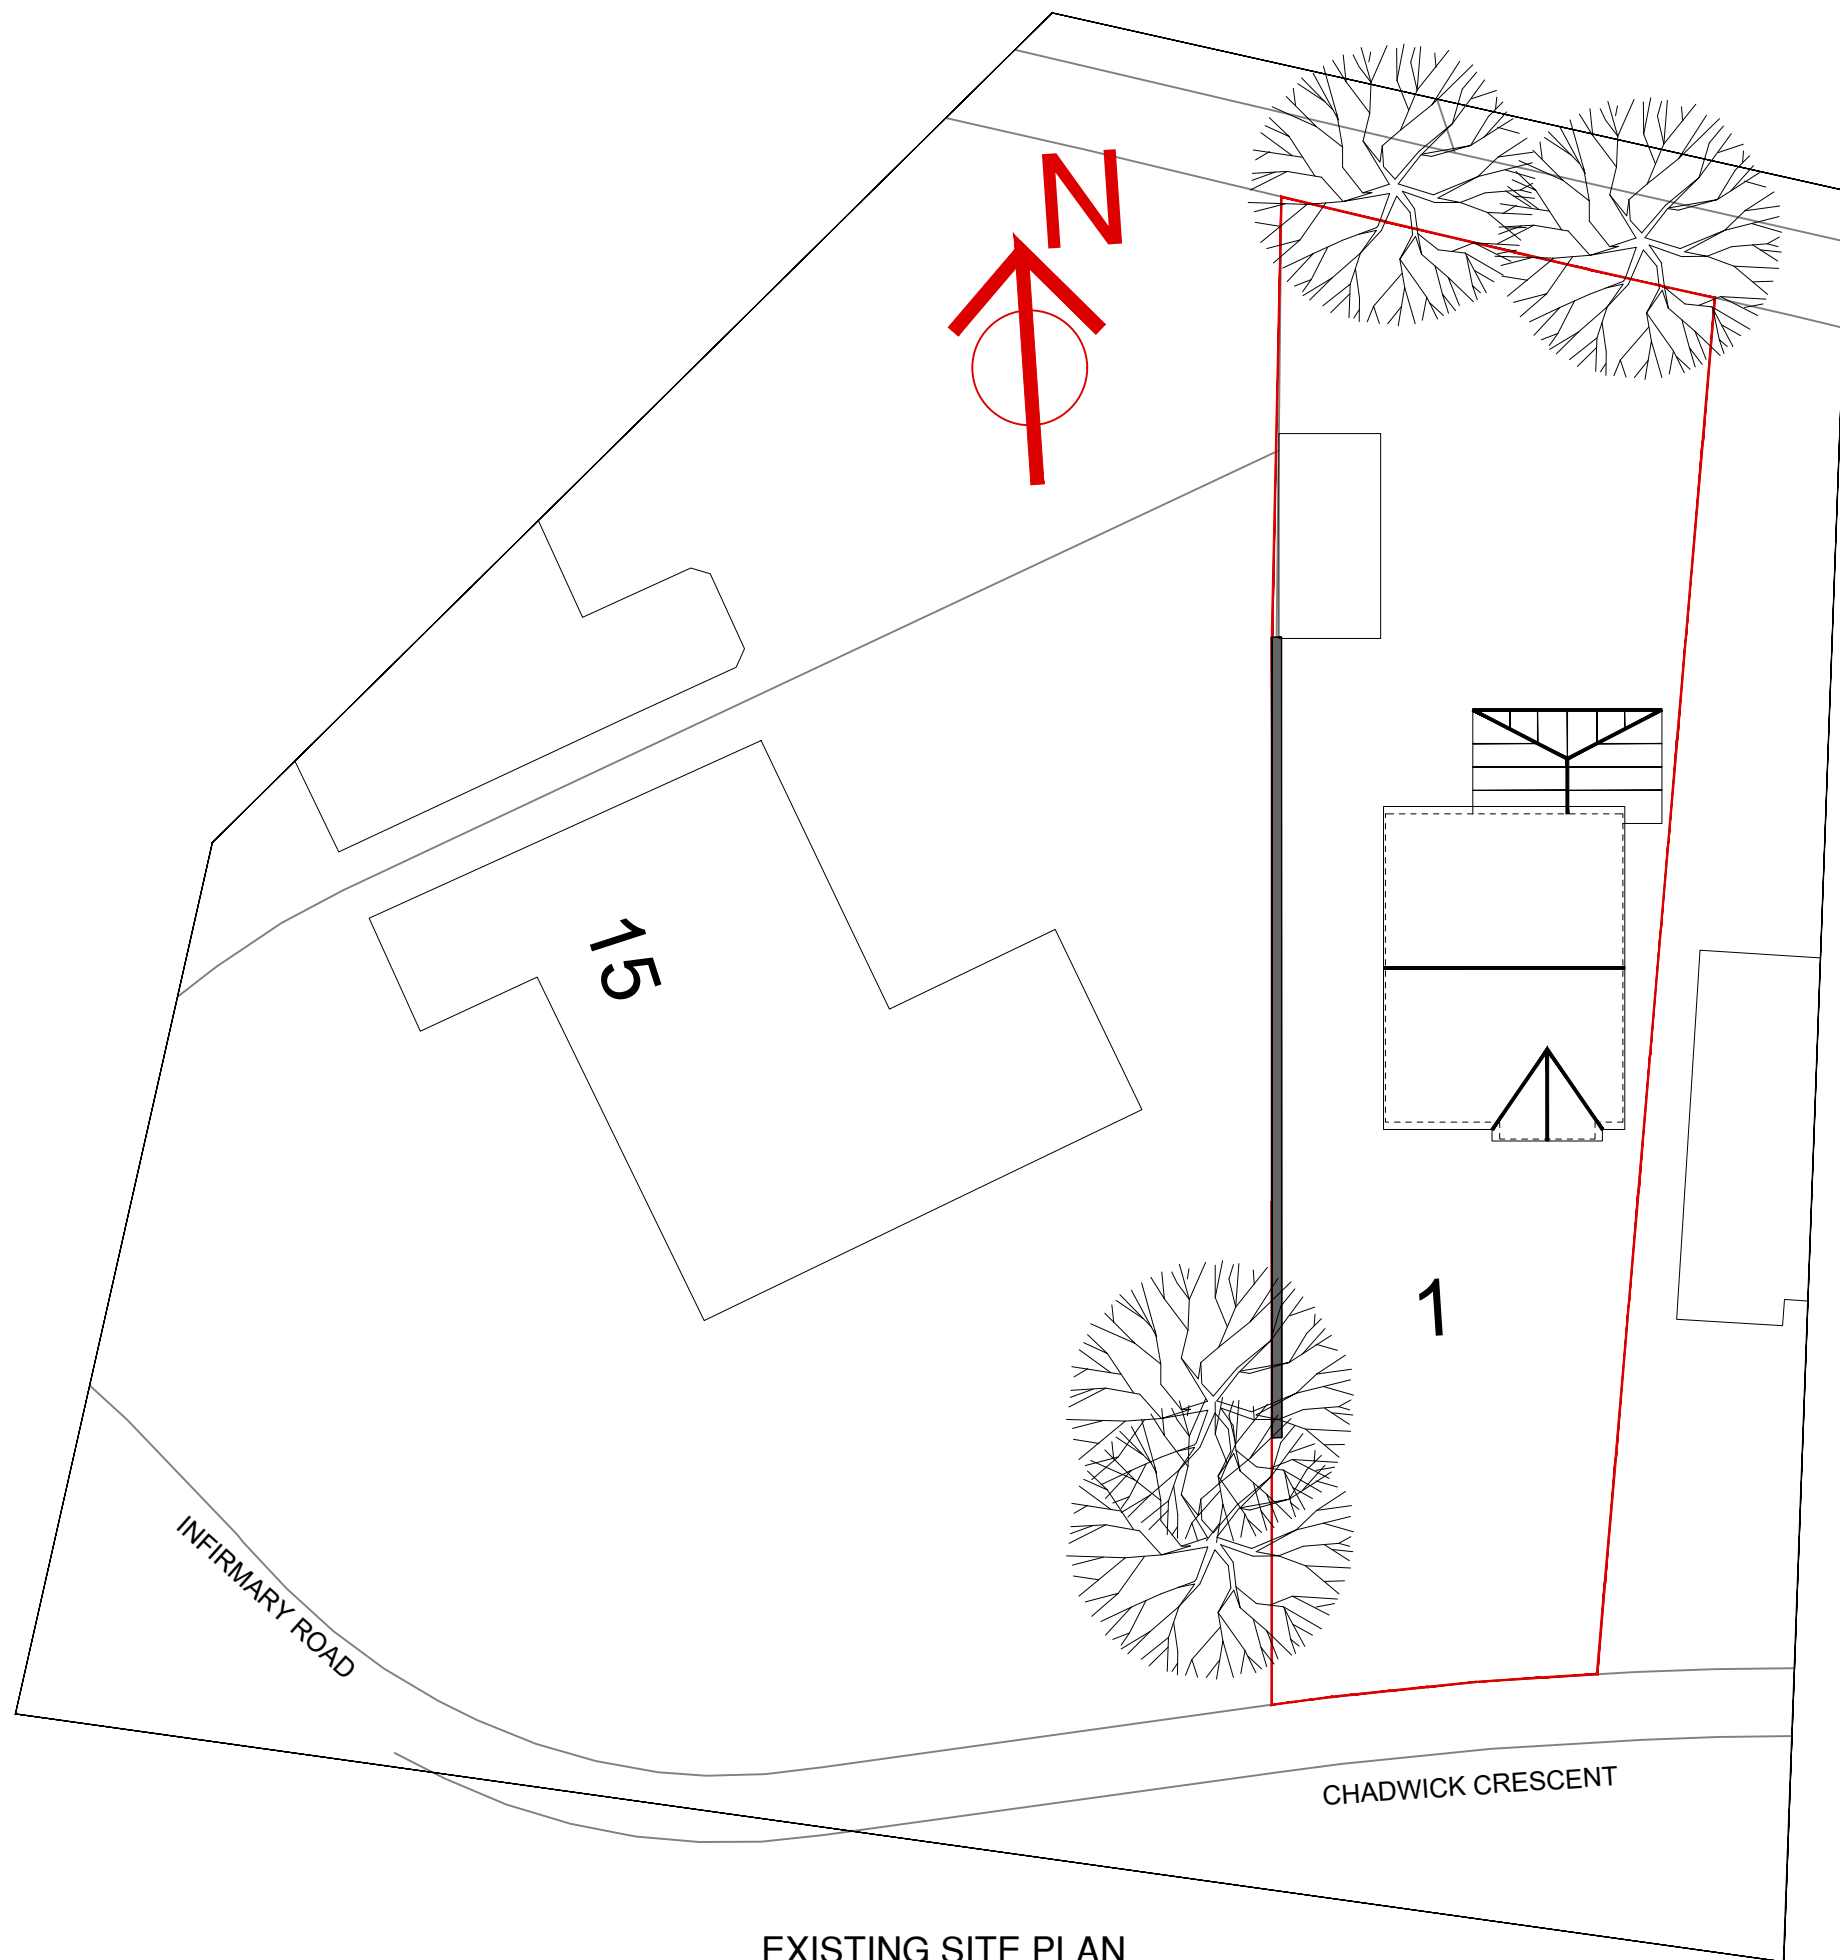 N
15
1
INFIRMARY ROAD
CHADWICK CRESCENT
EXISTING SITE PLAN